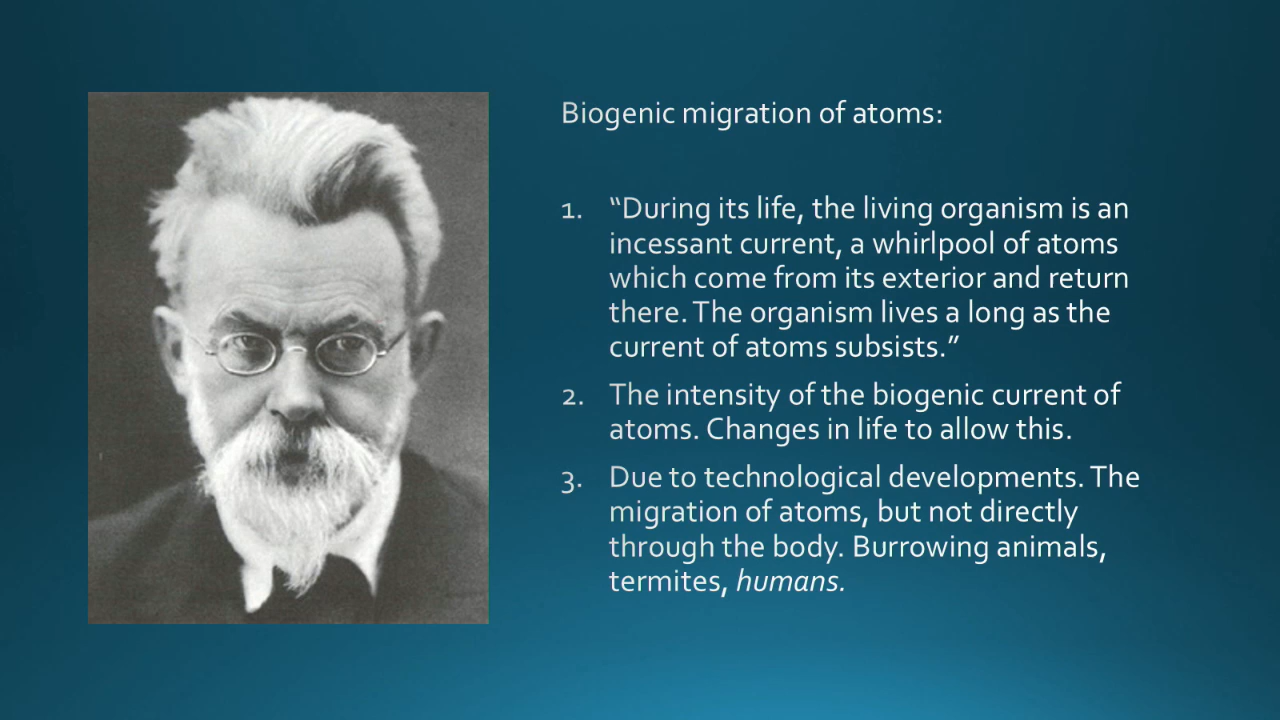 Biogenic migration of atoms:
1. “During its life, the living organism is an
incessant current, a whirlpool of atoms
which come from its exterior and return
there. The organism lives a long as the
current of atoms subsists.”
2. The intensity of the biogenic current of
atoms. Changes in life to allow this.
3. Due to technological developments. The
migration of atoms, but not directly
through the body. Burrowing animals,
termites, humans.